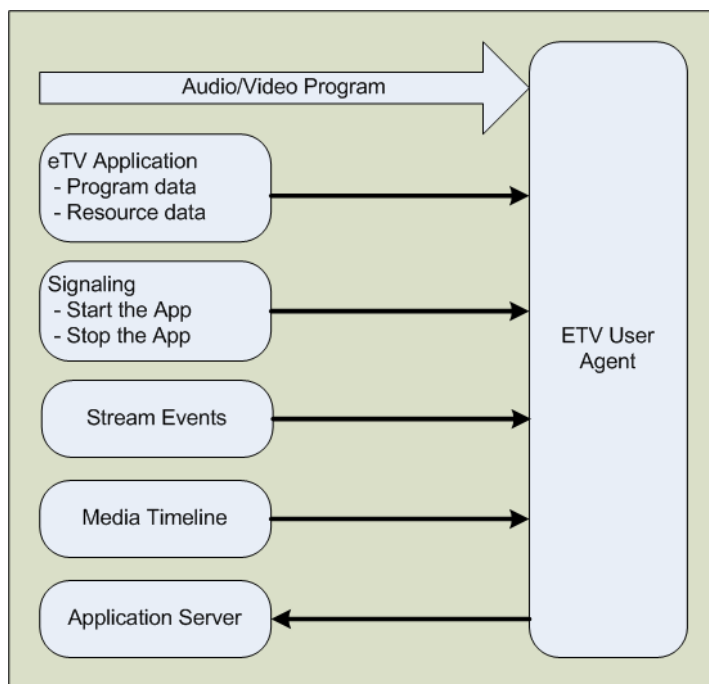 Audio/Video Program
eTV Application
- Program data
- Resource data
Signaling
- Start the App
- Stop the App
Stream Events
Media Timeline
Application Server
ETV User
Agent